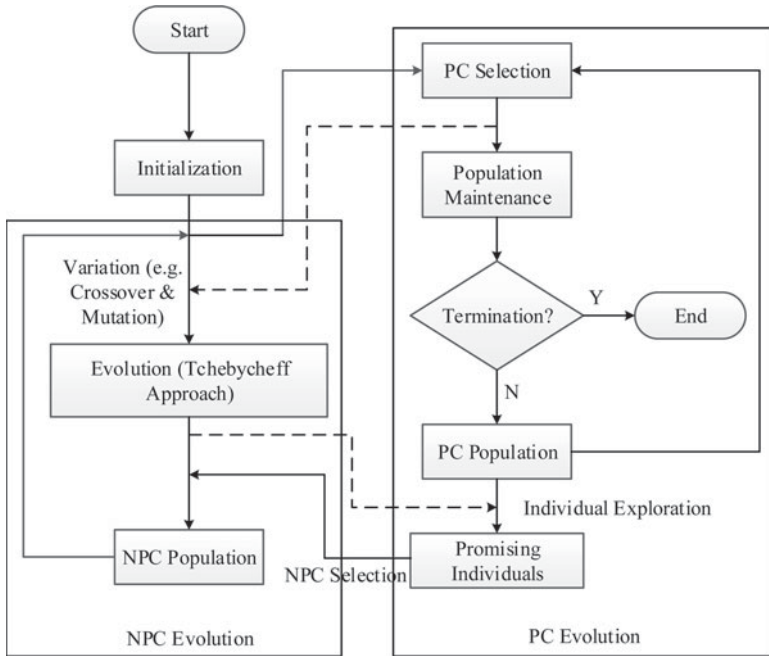 Start
Initialization
Variation (e.g.
Crossover &
Mutation)
Evolution (Tchebycheff
Approach)
NPC Population
NPC Evolution
PC Selection
Population
Maintenance
Termination?
Y
End
N
PC Population
Individual Exploration
Promising
Individuals
NPC Selection
PC Evolution